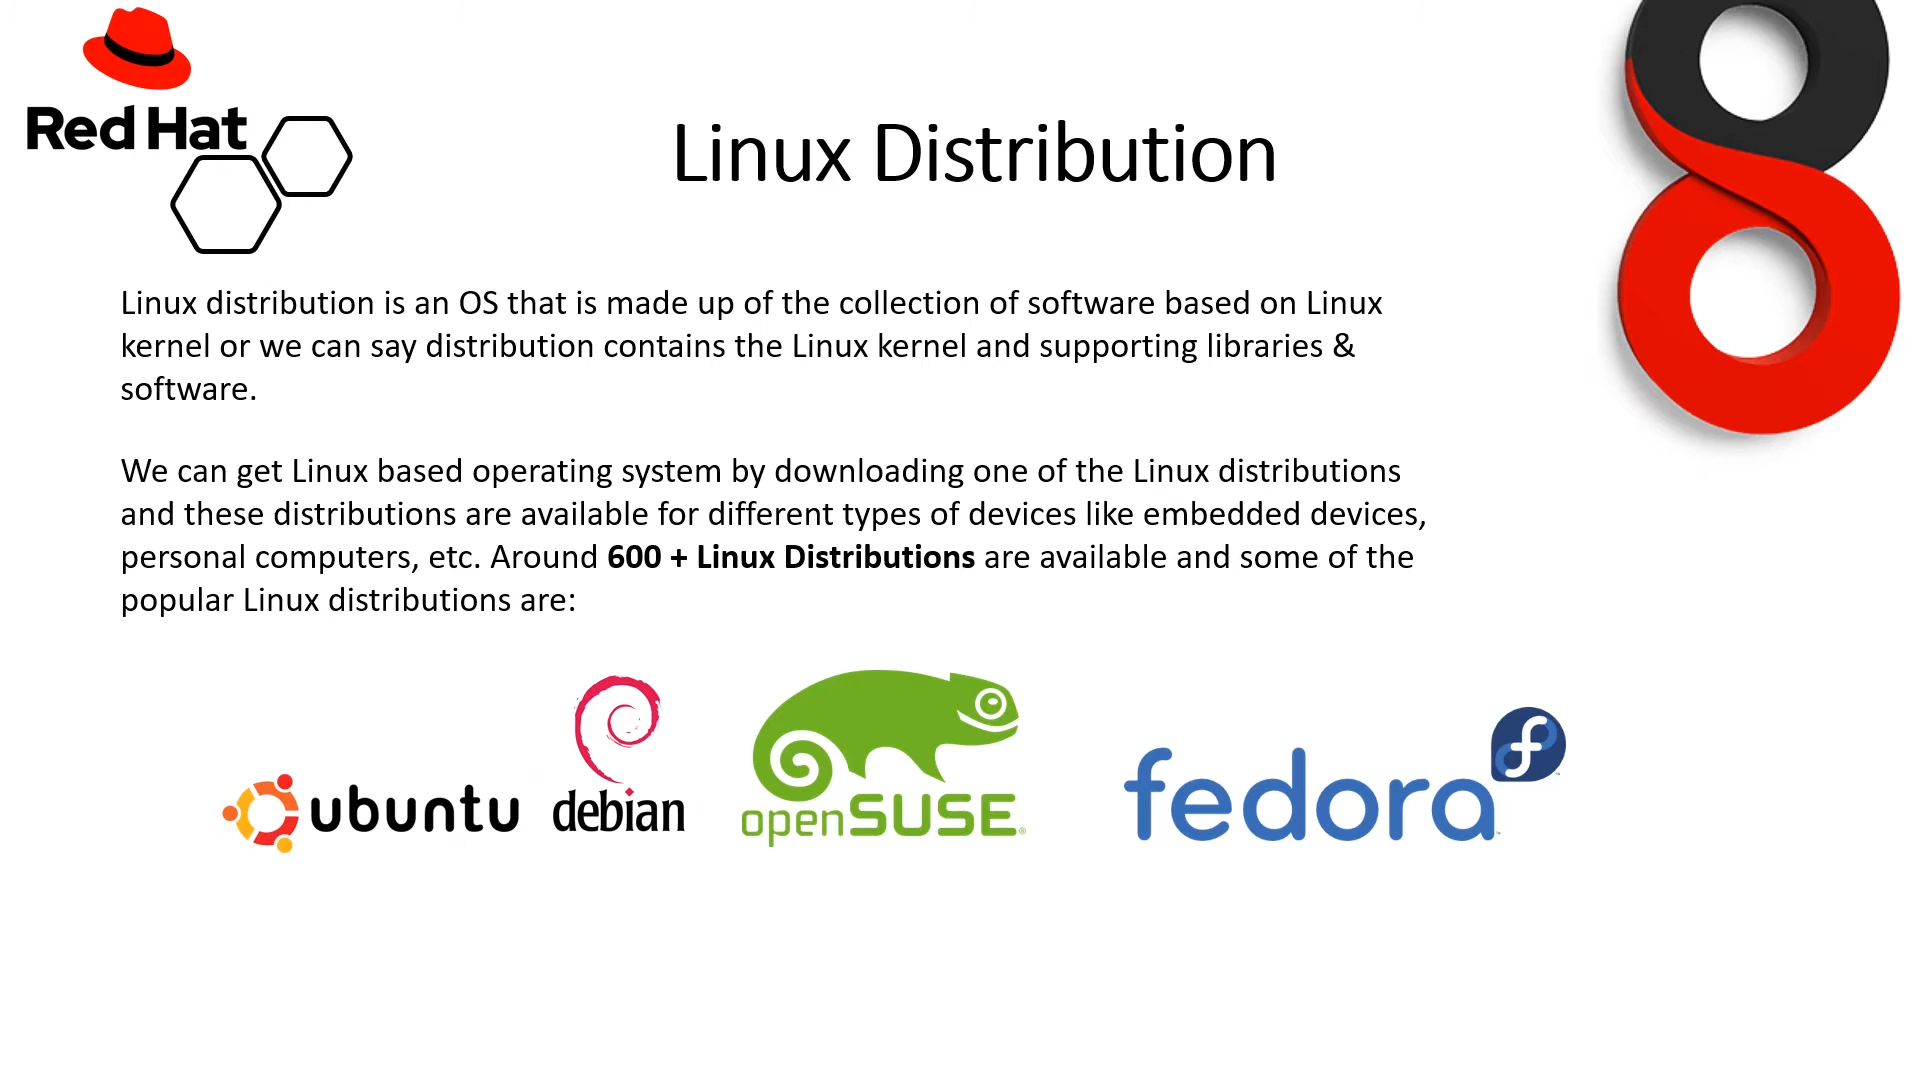 Red Hat
8
Linux Distribution
Linux distribution is an OS that is made up of the collection of software based on Linux
kernel or we can say distribution contains the Linux kernel and supporting libraries &
software.
We can get Linux based operating system by downloading one of the Linux distributions
and these distributions are available for different types of devices like embedded devices,
personal computers, etc. Around 600 + Linux Distributions are available and some of the
popular Linux distributions are:
ubuntu
debian
openSUSE®
fedora™